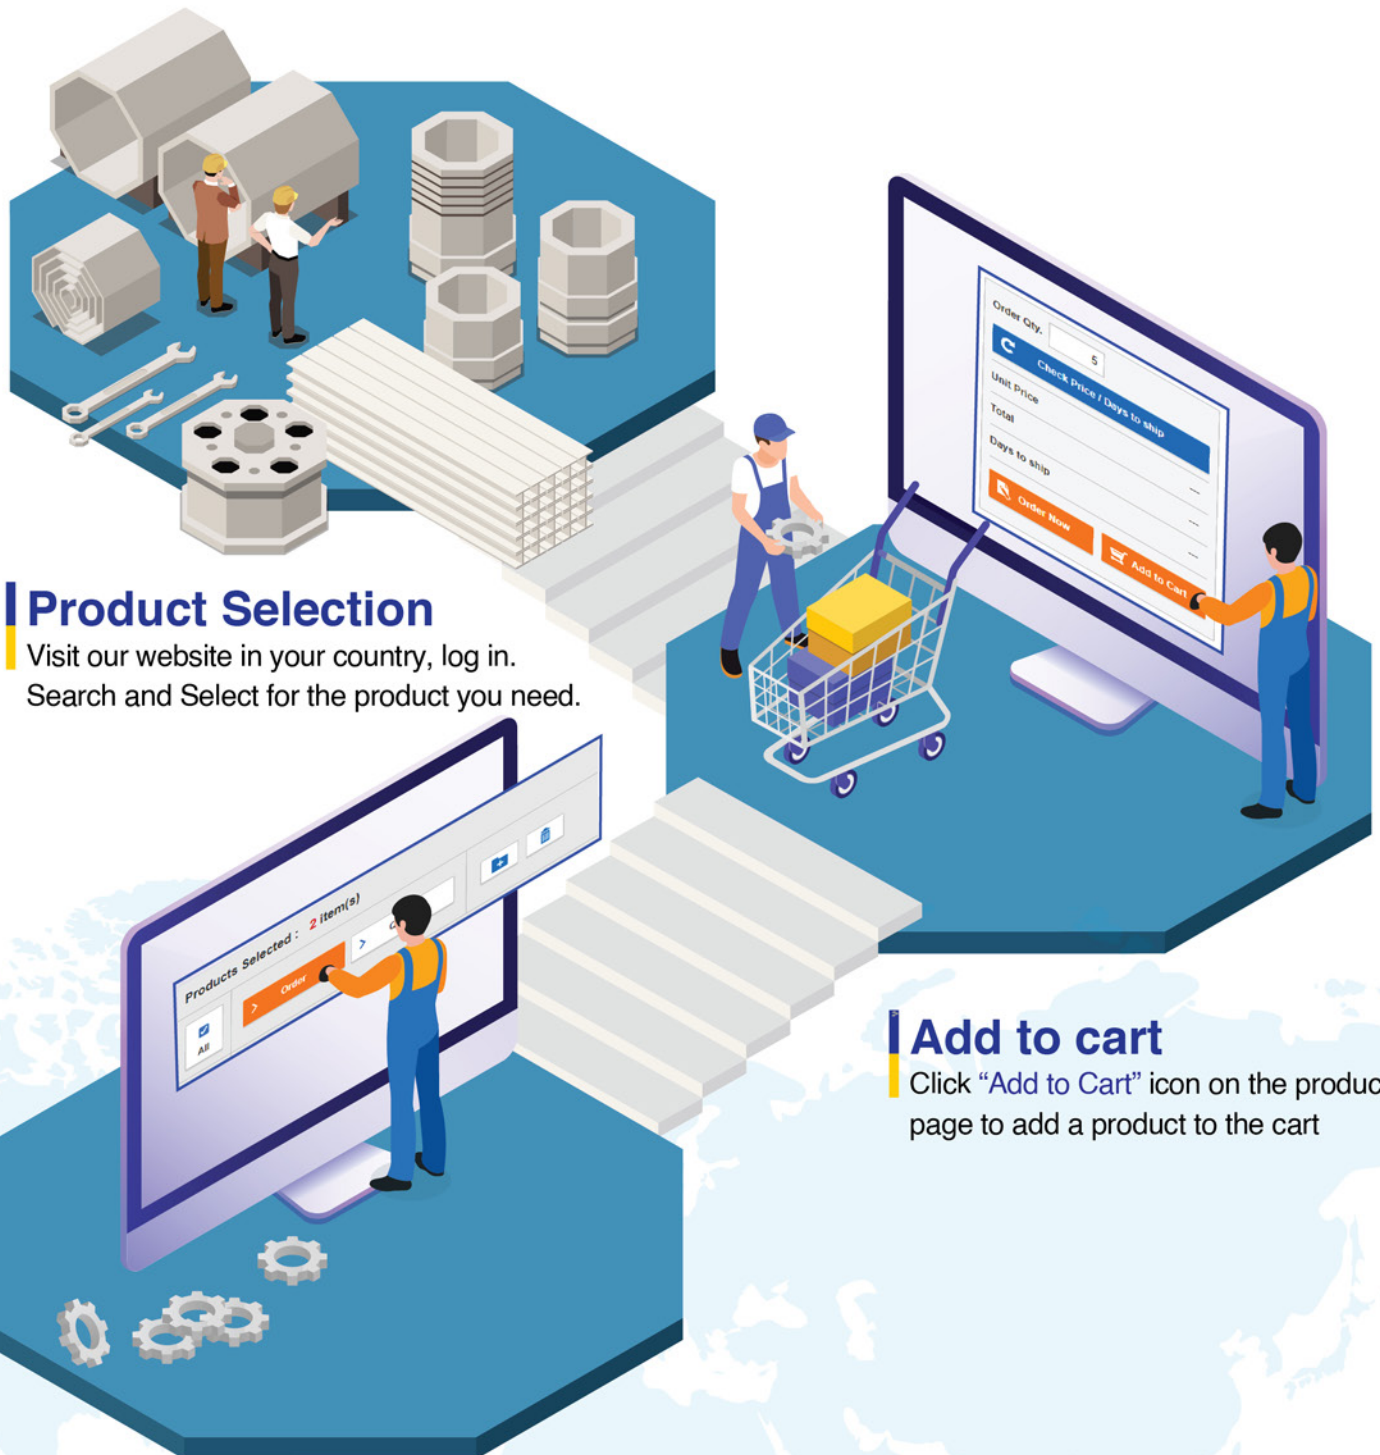 Order Qty.
5
Check Price / Days to ship
Unit Price
---
Total
---
Days to ship
---
Order Now
Add to Cart
Product Selection
Visit our website in your country, log in.
Search and Select for the product you need.
Products Selected : 2 item(s)
All
Order
Add to cart
Click “Add to Cart” icon on the produc
page to add a product to the cart